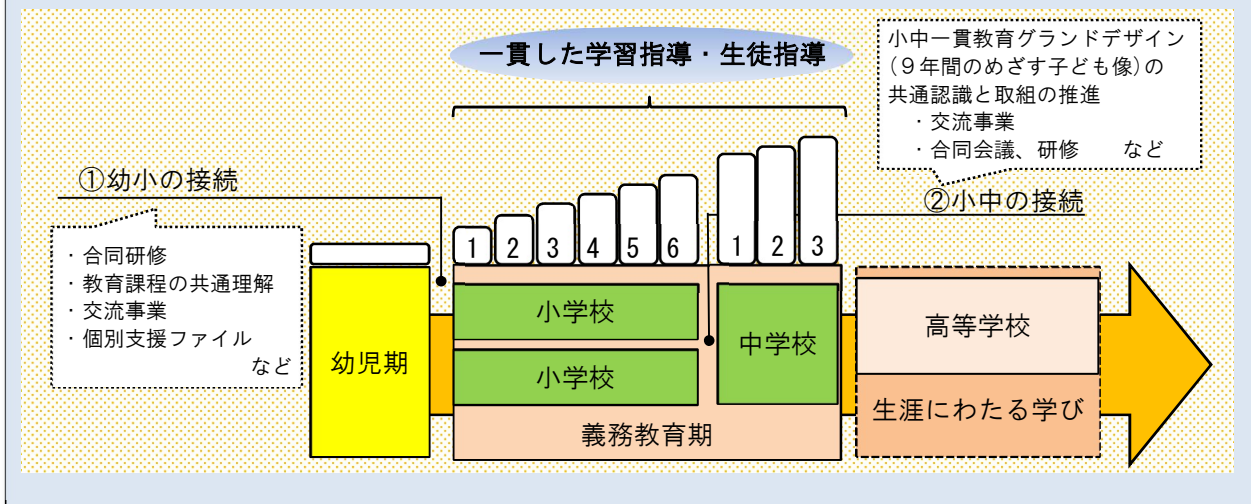 一貫した学習指導・生徒指導
小中一貫教育グランドデザイン
(９年間のめざす子ども像)の
共通認識と取組の推進
・交流事業
・合同会議、研修　　など
①幼小の接続
・合同研修
・教育課程の共通理解
・交流事業
・個別支援ファイル
など
②小中の接続
1 2 3 4 5 6 1 2 3
幼児期
小学校
小学校
義務教育期
中学校
高等学校
生涯にわたる学び